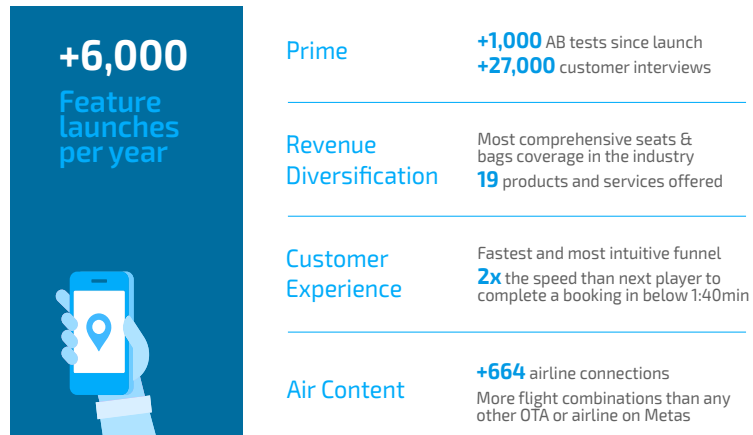 +6,000
Feature
launches
per year
Prime
+1,000 AB tests since launch
+27,000 customer interviews
Revenue
Diversification
Most comprehensive seats &
bags coverage in the industry
19 products and services offered
Customer
Experience
Fastest and most intuitive funnel
2x the speed than next player to
complete a booking in below 1:40min
Air Content
+664 airline connections
More flight combinations than any
other OTA or airline on Metas